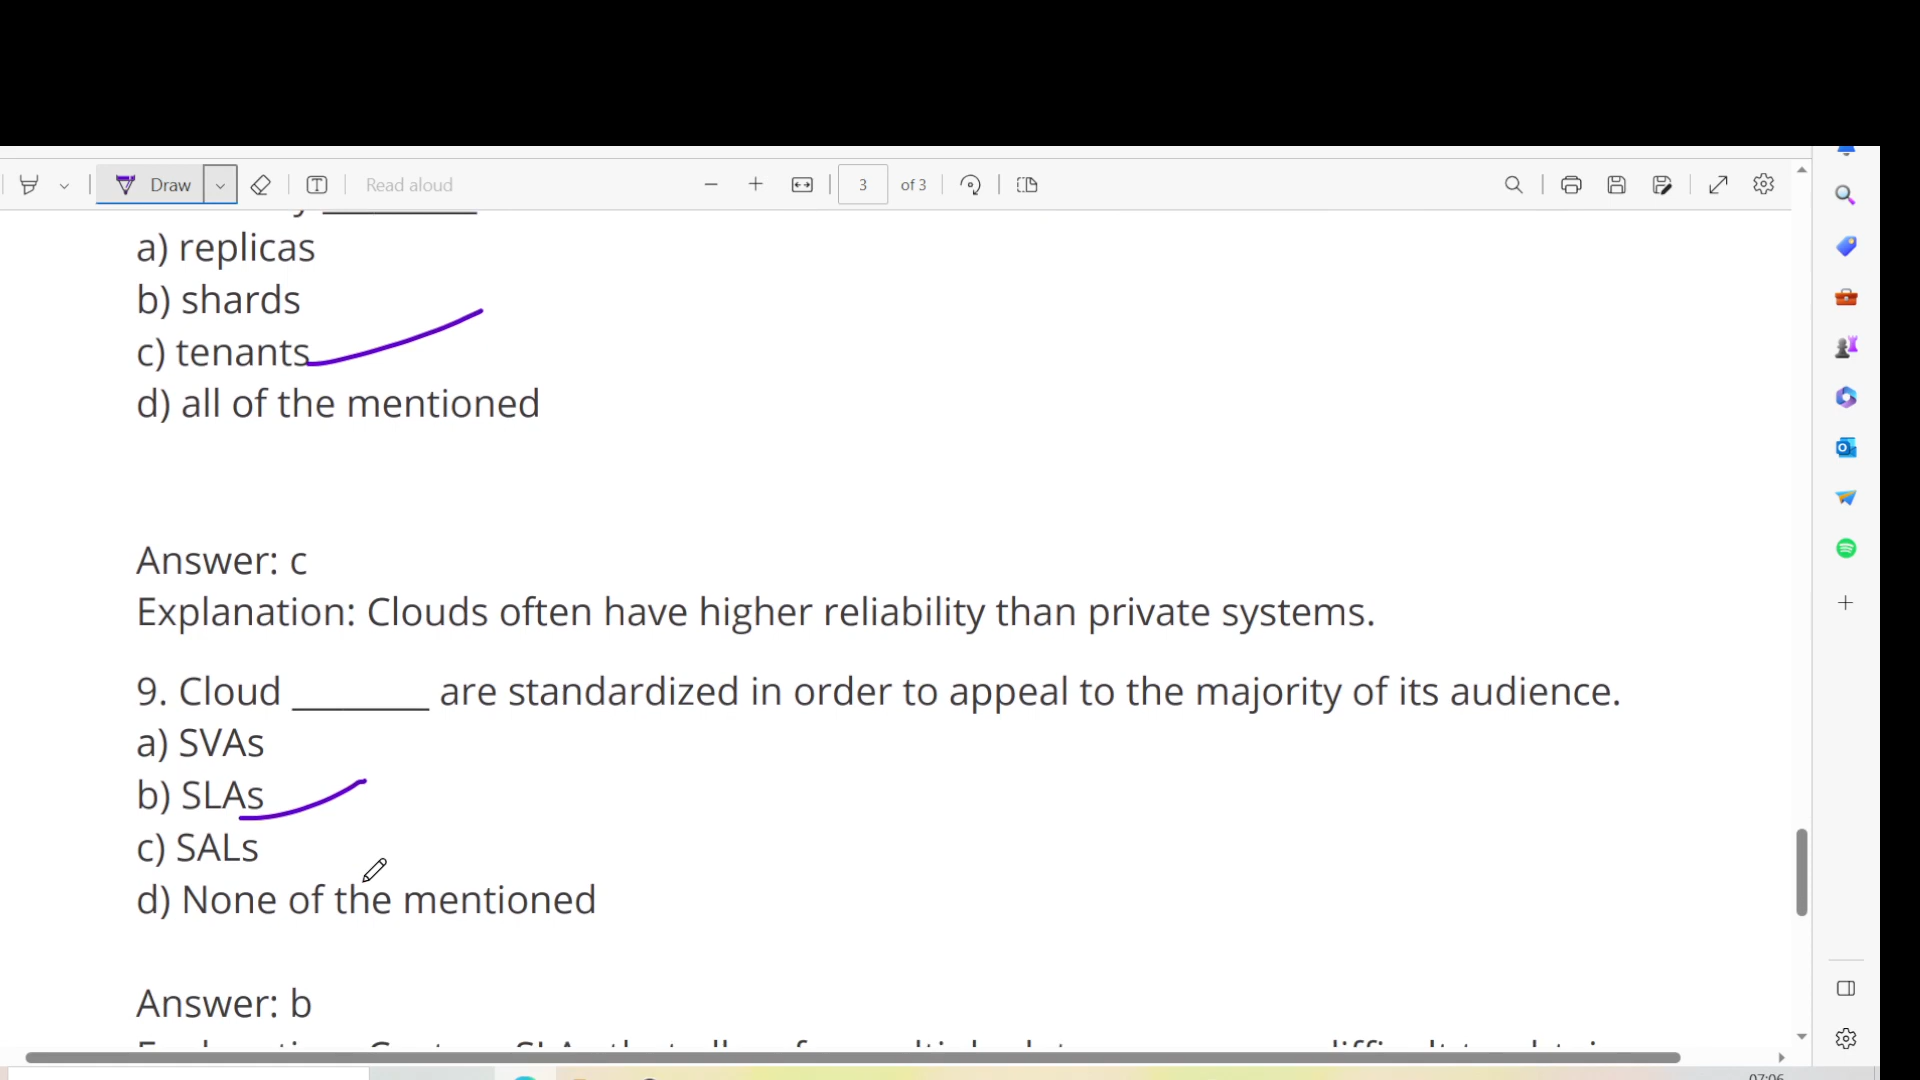 Draw
Read aloud
3 of 3
a) replicas
b) shards
c) tenants
d) all of the mentioned
Answer: c
Explanation: Clouds often have higher reliability than private systems.
9. Cloud ________ are standardized in order to appeal to the majority of its audience.
a) SVAs
b) SLAs
c) SALs
d) None of the mentioned
Answer: b